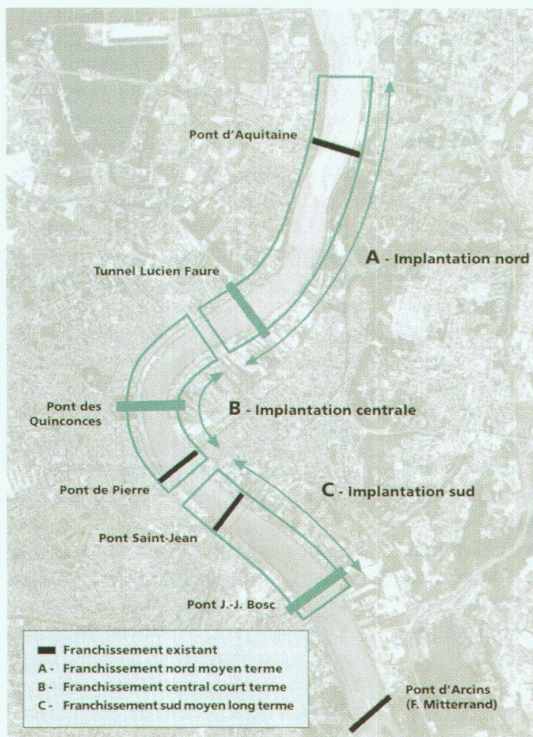 Pont d'Aquitaine
A - Implantation nord
Tunnel Lucien Faure
Pont des
Quinconces
B - Implantation centrale
Pont de Pierre
C - Implantation sud
Pont Saint-Jean
Pont J.-J. Bosc
Franchissement existant
A - Franchissement nord moyen terme
B - Franchissement central court terme
C - Franchissement sud moyen long terme
Pont d'Arcins
(F. Mitterrand)